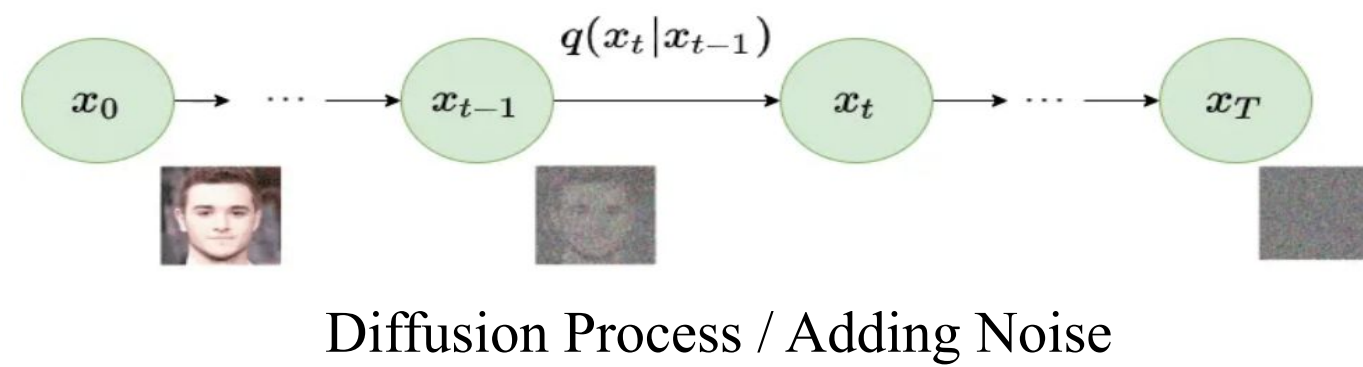 q(x_t|x_{t-1})
x_0 ... x_{t-1} x_t ... x_T
Diffusion Process / Adding Noise